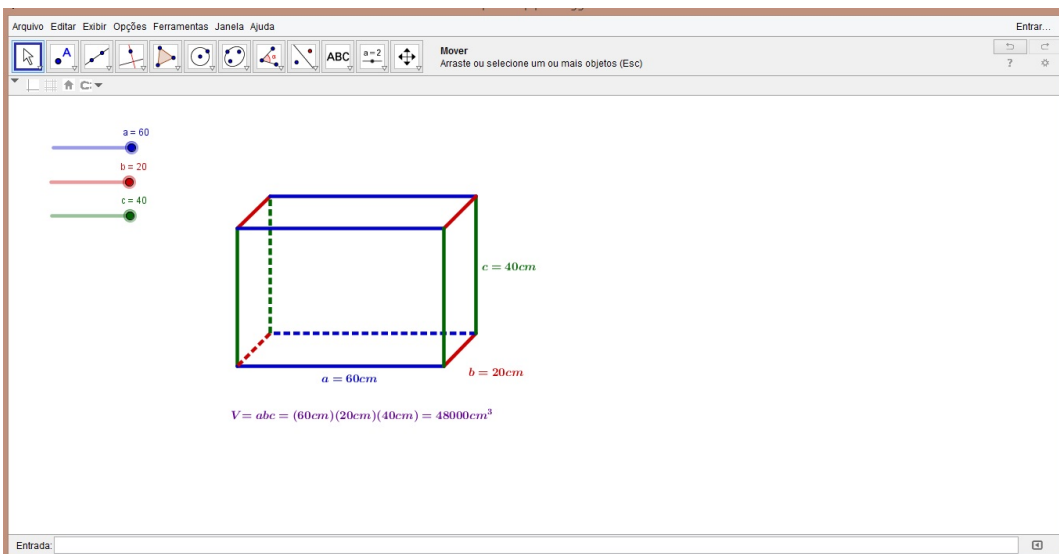 Arquivo Editar Exibir Opções Ferramentas Janela Ajuda
Entrar...
A
α
ABC
a=2
Mover
Arraste ou selecione um ou mais objetos (Esc)
?
a = 60
b = 20
c = 40
c = 40cm
a = 60cm
b = 20cm
V = abc = (60cm)(20cm)(40cm) = 48000cm³
Entrada: